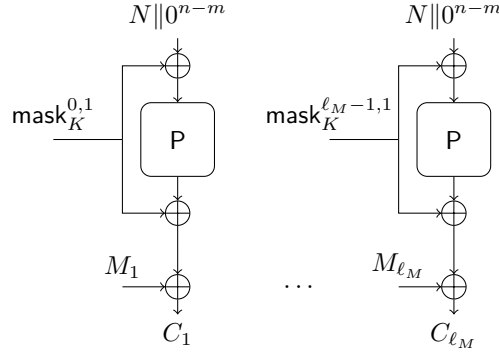 N∥0^{n−m} N∥0^{n−m}
mask_K^{0,1} P mask_K^{ℓ_M−1,1} P
M_1 ⋯ M_{ℓ_M}
C_1 C_{ℓ_M}